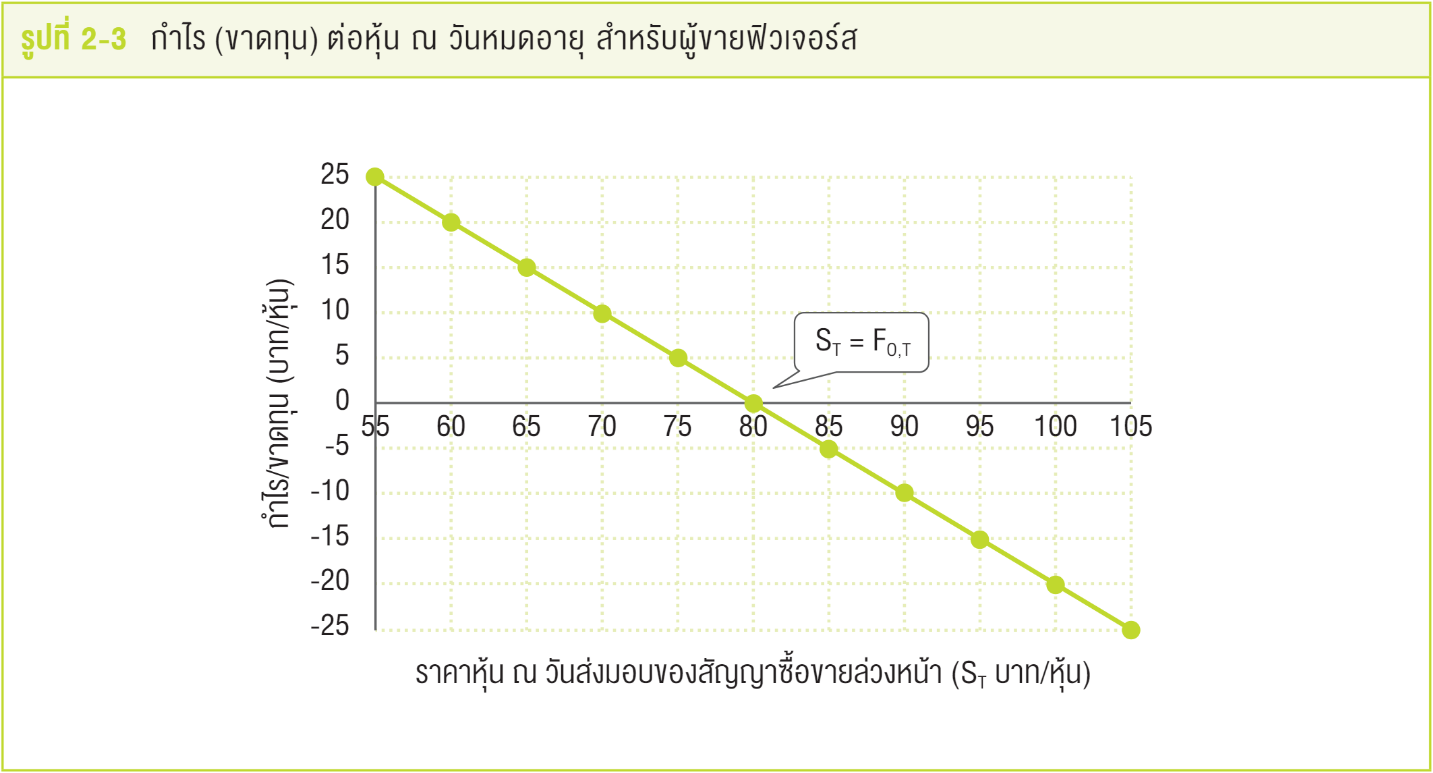 รูปที่ 2-3 กำไร (ขาดทุน) ต่อหุ้น ณ วันหมดอายุ สำหรับผู้ขายฟิวเจอร์ส
กำไร/ขาดทุน (บาท/หุ้น)
25
20
15
10
5
0
-5
-10
-15
-20
-25
S_T = F_0,T
55 60 65 70 75 80 85 90 95 100 105
ราคาหุ้น ณ วันส่งมอบของสัญญาซื้อขายล่วงหน้า (S_T บาท/หุ้น)